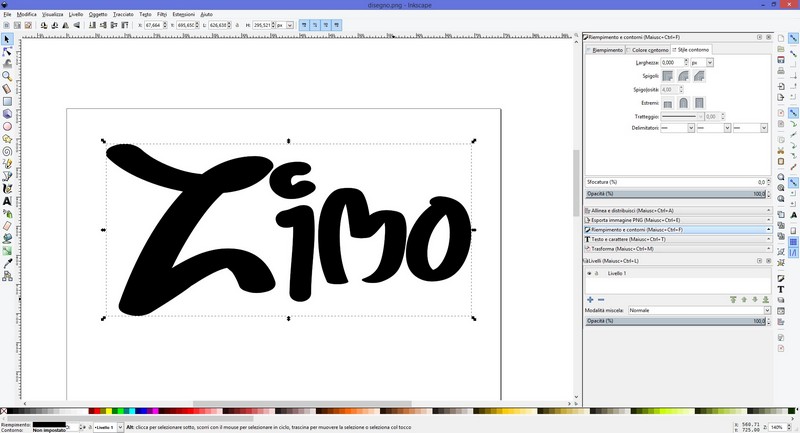 disegno.png - Inkscape
File Modifica Visualizza Livello Oggetto Tracciato Testo Filtri Estensioni Aiuto
X: 67,664 Y: 695,650 L: 626,630 A: 295,521 px
Riempimento e contorni (Maiusc+Ctrl+F)
Riempimento Colore contorno Stile contorno
Larghezza: 0,000 px
Spigoli:
Spigolosità: 4,00
Estremi:
Tratteggio: 0,00
Delimitatori:
Zimo
Sfocatura (%) 0,0
Opacità (%) 100,0
Allinea e distribuisci (Maiusc+Ctrl+A)
Esporta immagine PNG (Maiusc+Ctrl+E)
Riempimento e contorni (Maiusc+Ctrl+F)
Testo e carattere (Maiusc+Ctrl+T)
Trasforma (Maiusc+Ctrl+M)
Livelli (Maiusc+Ctrl+L)
Livello 1
Modalità miscela: Normale
Opacità (%) 100,0
Riempimento:
Contorno: Non impostato
Livello 1
Alt: clicca per selezionare sotto, scorri con il mouse per selezionare in ciclo, trascina per muovere la selezione o seleziona col tocco
Y: 725,00
Z: 140%